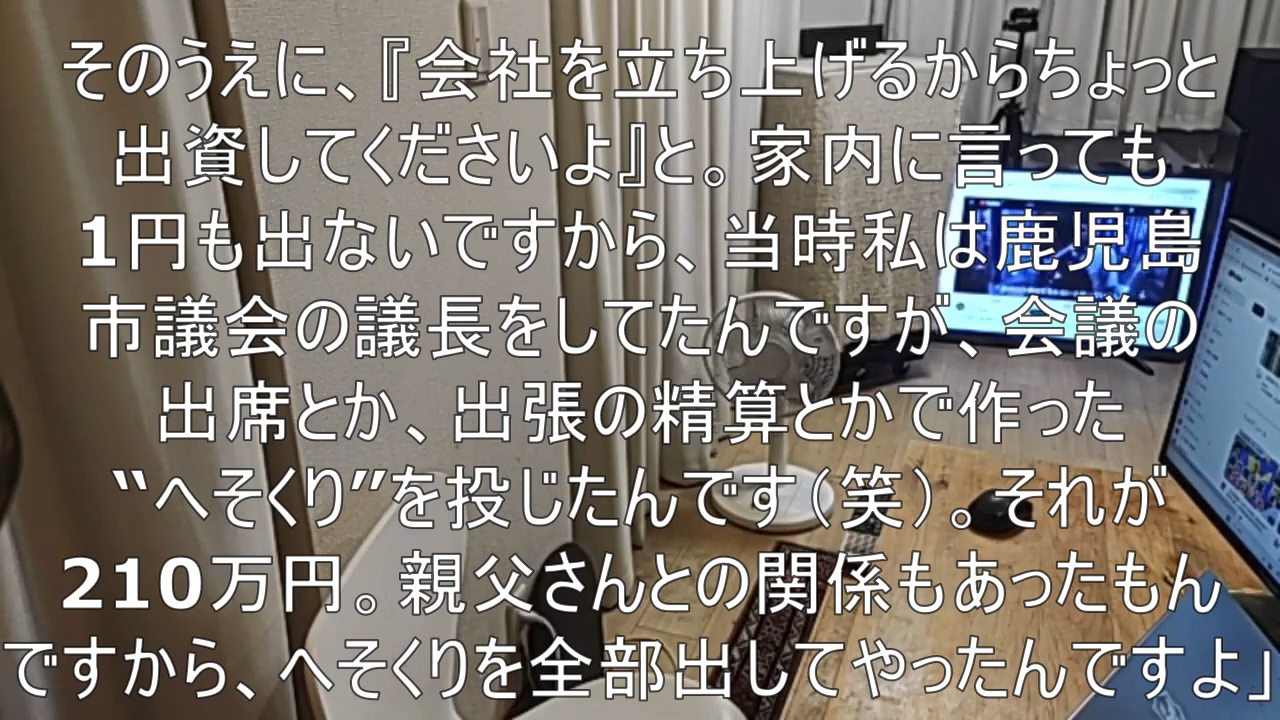 そのうえに、『会社を立ち上げるからちょっと
出資してくださいよ』と。家内に言っても
1円も出ないですから、当時私は鹿児島
市議会の議長をしてたんですが、会議の
出席とか、出張の精算とかで作った
“へそくり”を投じたんです（笑）。それが
210万円。親父さんとの関係もあったもん
ですから、へそくりを全部出してやったんですよ」